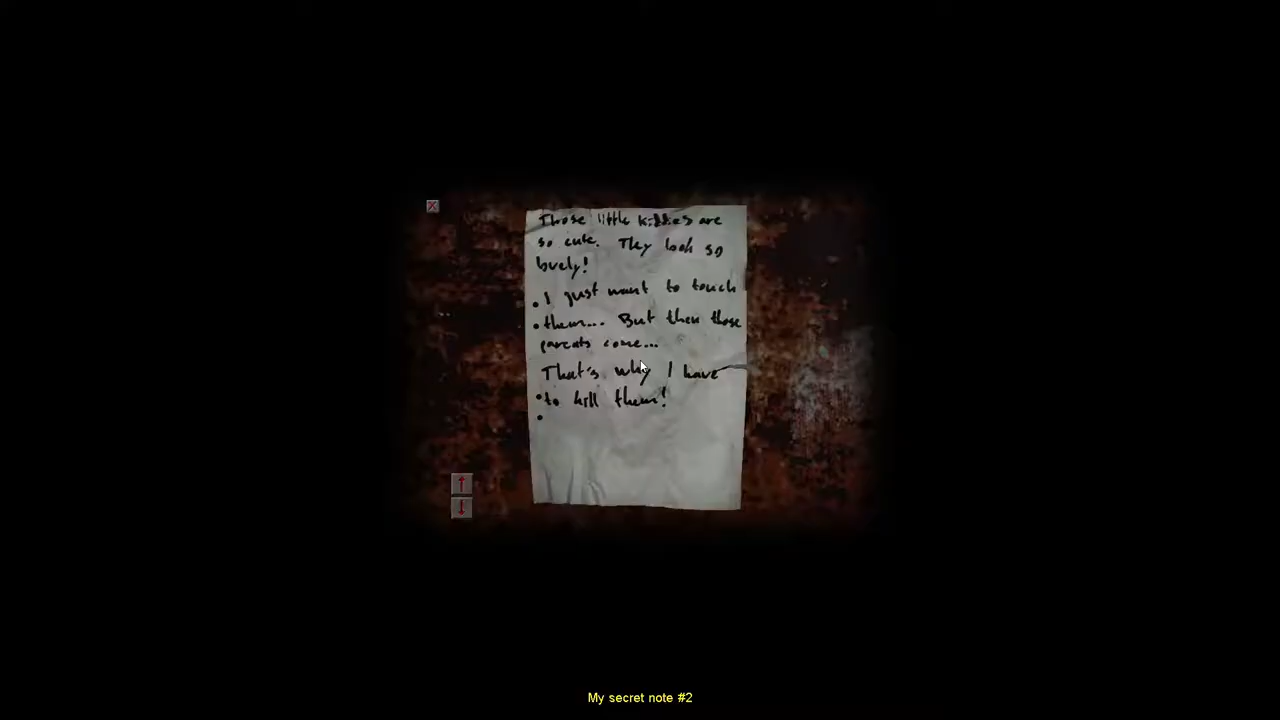 Those little kitties are
so cute. They look so
lovely!
I just want to touch
them... But then those
parents come...
That's why I have
to kill them!
My secret note #2